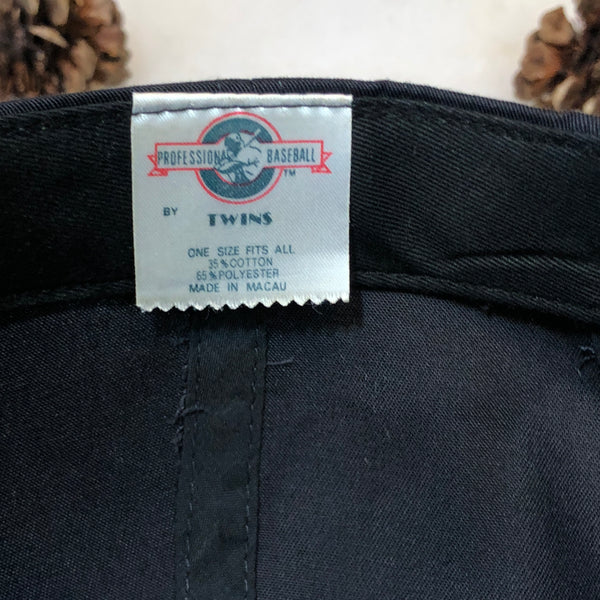 PROFESSIONAL BASEBALL
TM
BY TWINS
ONE SIZE FITS ALL
35% COTTON
65% POLYESTER
MADE IN MACAU